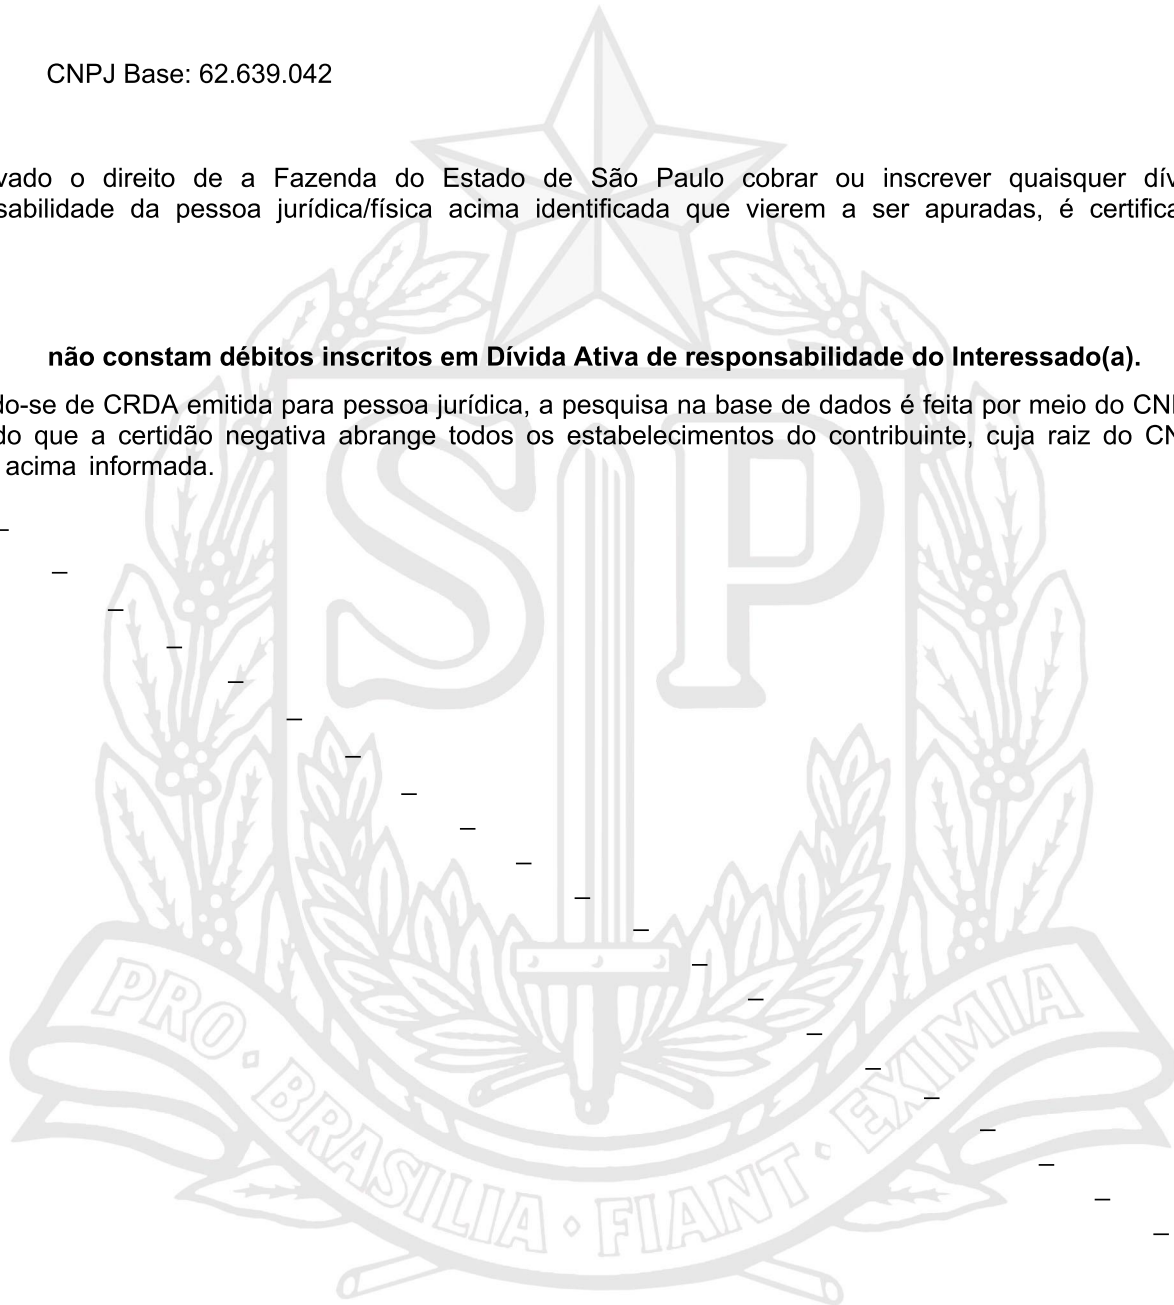 CNPJ Base: 62.639.042
vado o direito de a Fazenda do Estado de São Paulo cobrar ou inscrever quaisquer dív
sabilidade da pessoa jurídica/física acima identificada que vierem a ser apuradas, é certifica
não constam débitos inscritos em Dívida Ativa de responsabilidade do Interessado(a).
do-se de CRDA emitida para pessoa jurídica, a pesquisa na base de dados é feita por meio do CN
do que a certidão negativa abrange todos os estabelecimentos do contribuinte, cuja raiz do CN
acima informada.
SP
PRO · BRASILIA · FIANT · EXIMIA